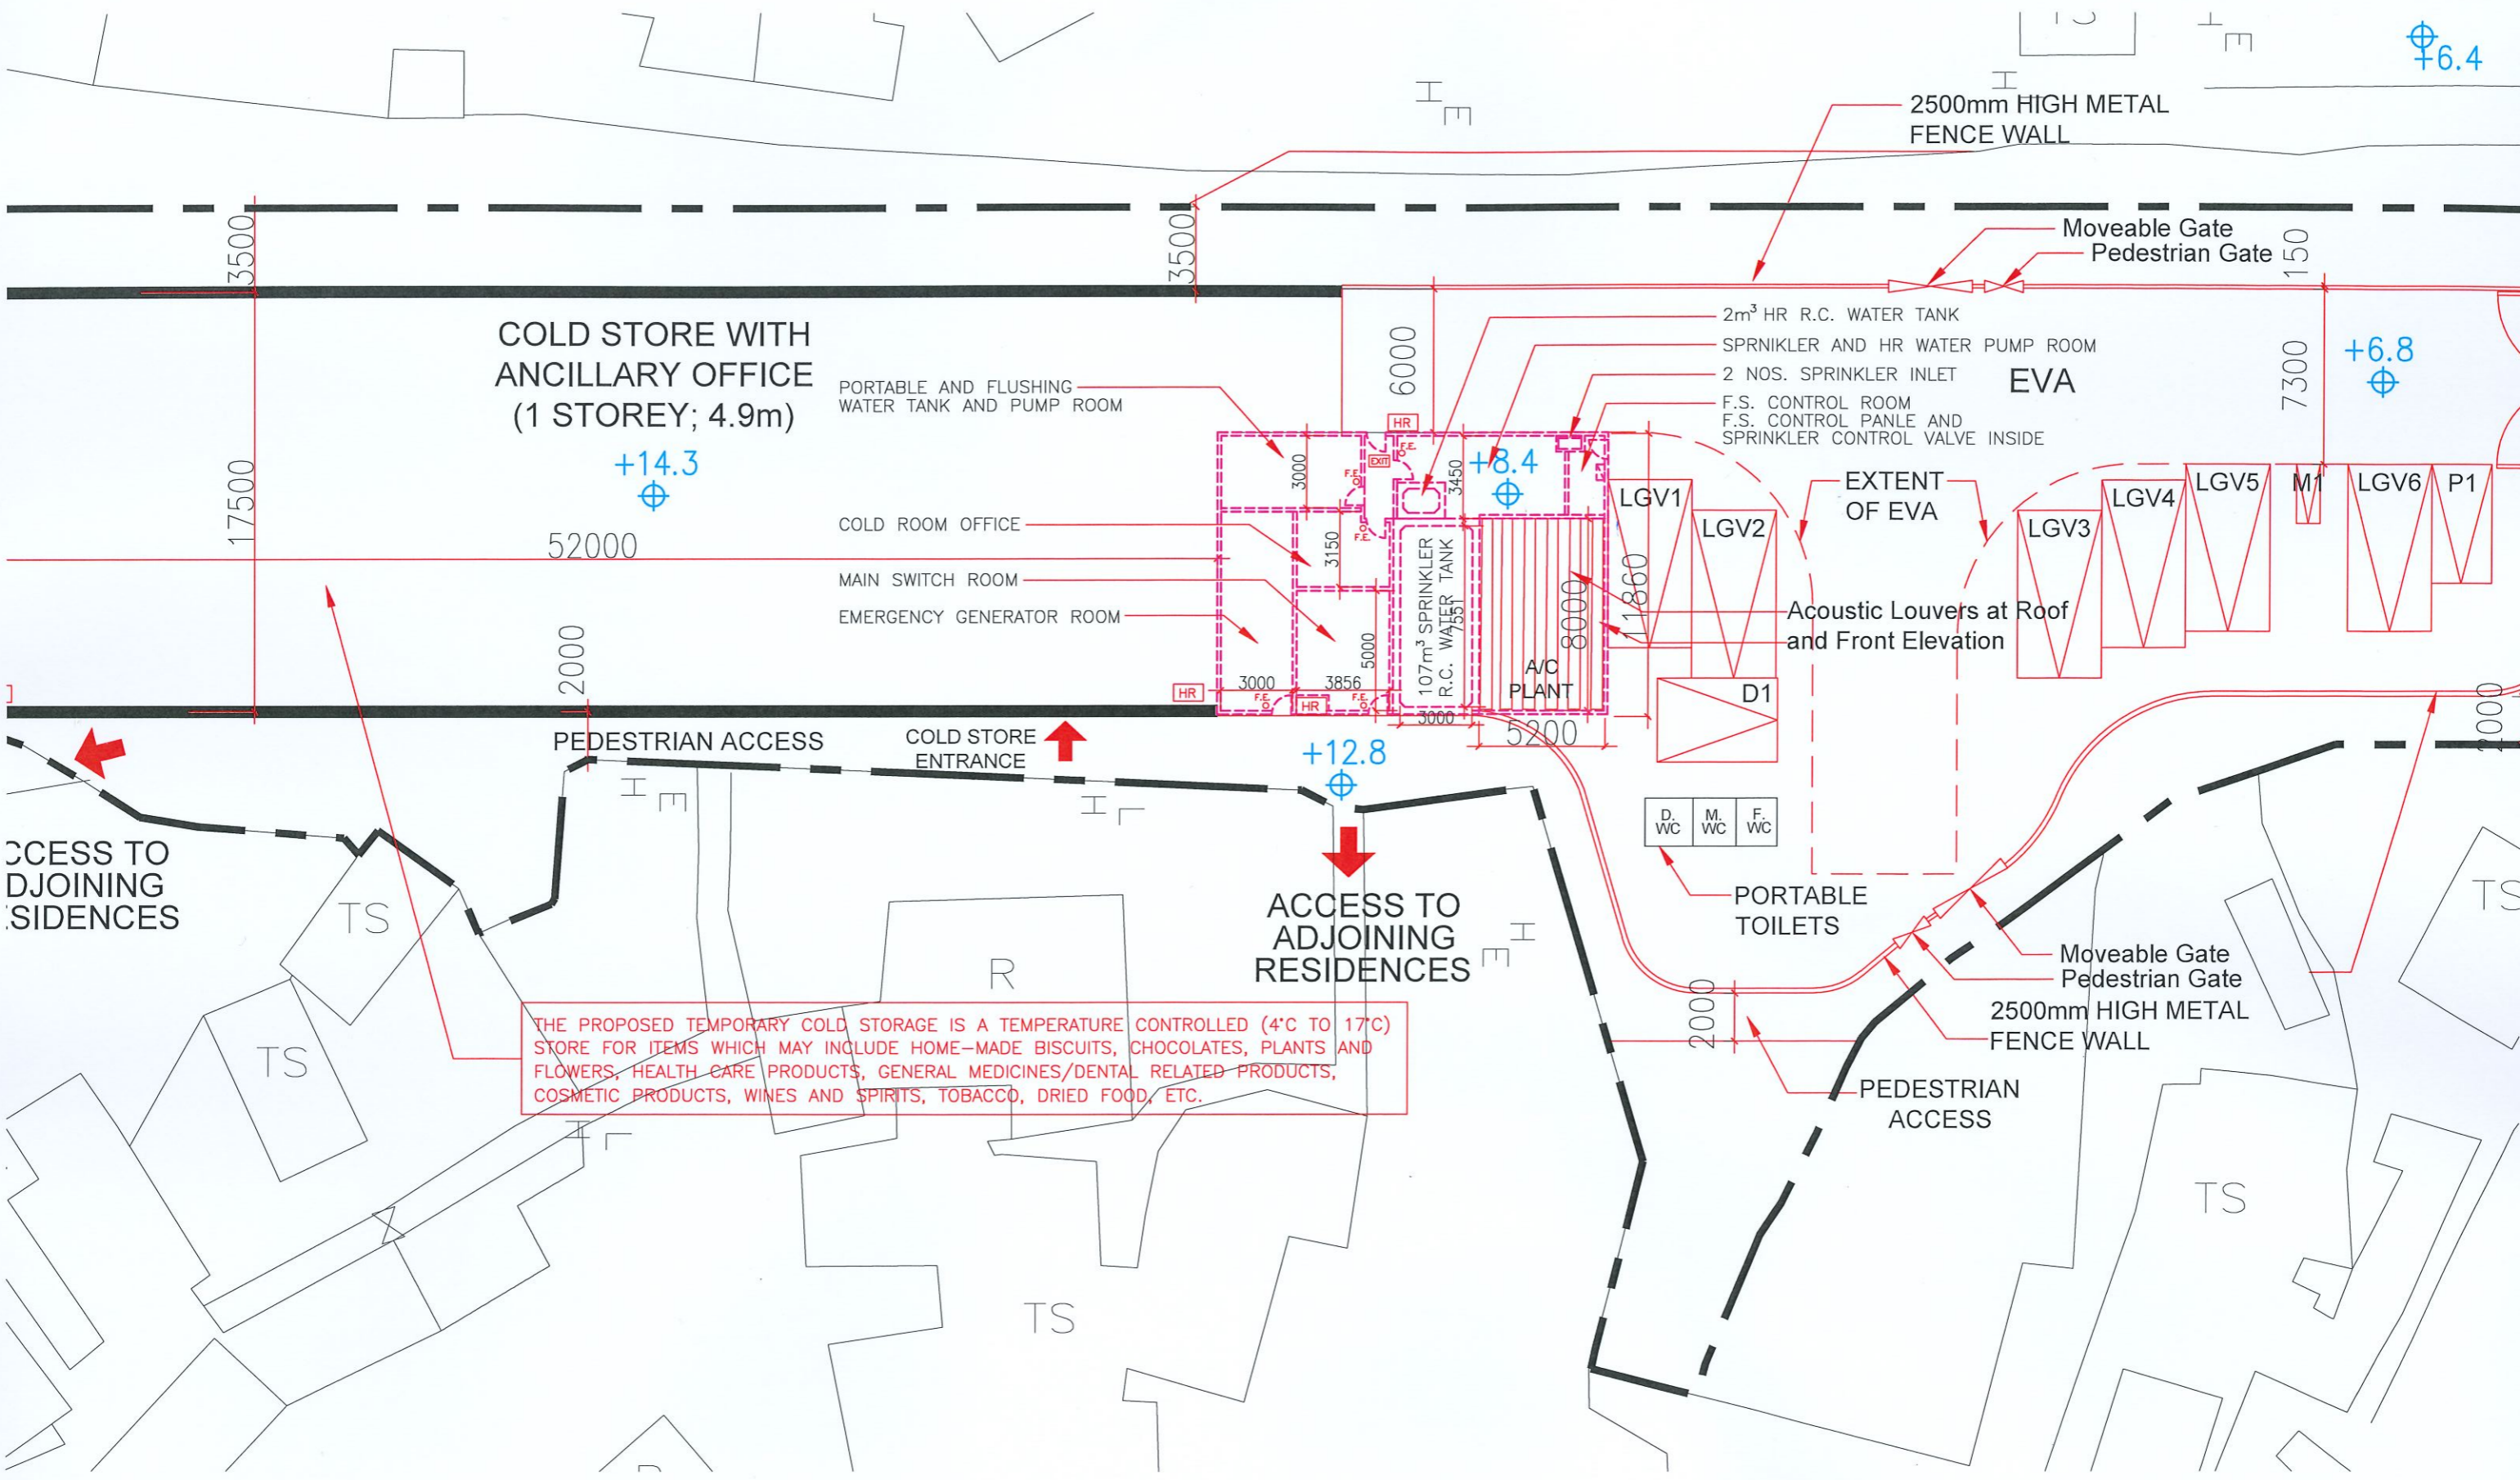 TS
H
E
+6.4
H
E
H
2500mm HIGH METAL
FENCE WALL
3500
3500
Moveable Gate
Pedestrian Gate
150
2m³ HR R.C. WATER TANK
SPRNIKLER AND HR WATER PUMP ROOM
2 NOS. SPRINKLER INLET
F.S. CONTROL ROOM
F.S. CONTROL PANLE AND
SPRINKLER CONTROL VALVE INSIDE
EVA
6000
7300
+6.8
COLD STORE WITH
ANCILLARY OFFICE
(1 STOREY; 4.9m)
+14.3
17500
52000
2000
PORTABLE AND FLUSHING
WATER TANK AND PUMP ROOM
COLD ROOM OFFICE
MAIN SWITCH ROOM
EMERGENCY GENERATOR ROOM
HR
F.E.
EXIT
F.E.
F.E.
3000
3450
+8.4
3150
5000
3000
3856
F.E.
F.E.
HR
HR
107m³ SPRINKLER
R.C. WATER TANK
7551
3000
A/C
PLANT
8000
11860
5200
LGV1
LGV2
D1
EXTENT
OF EVA
LGV3
LGV4
LGV5
M1
LGV6
P1
Acoustic Louvers at Roof
and Front Elevation
PEDESTRIAN ACCESS
COLD STORE
ENTRANCE
+12.8
2000
H
E
H
L
D.
WC
M.
WC
F.
WC
PORTABLE
TOILETS
CCESS TO
DJOINING
SIDENCES
TS
ACCESS TO
ADJOINING
RESIDENCES
H
E
R
TS
Moveable Gate
Pedestrian Gate
2500mm HIGH METAL
FENCE WALL
2000
THE PROPOSED TEMPORARY COLD STORAGE IS A TEMPERATURE CONTROLLED (4°C TO 17°C)
STORE FOR ITEMS WHICH MAY INCLUDE HOME-MADE BISCUITS, CHOCOLATES, PLANTS AND
FLOWERS, HEALTH CARE PRODUCTS, GENERAL MEDICINES/DENTAL RELATED PRODUCTS,
COSMETIC PRODUCTS, WINES AND SPIRITS, TOBACCO, DRIED FOOD, ETC.
TS
PEDESTRIAN
ACCESS
H
L
TS
TS